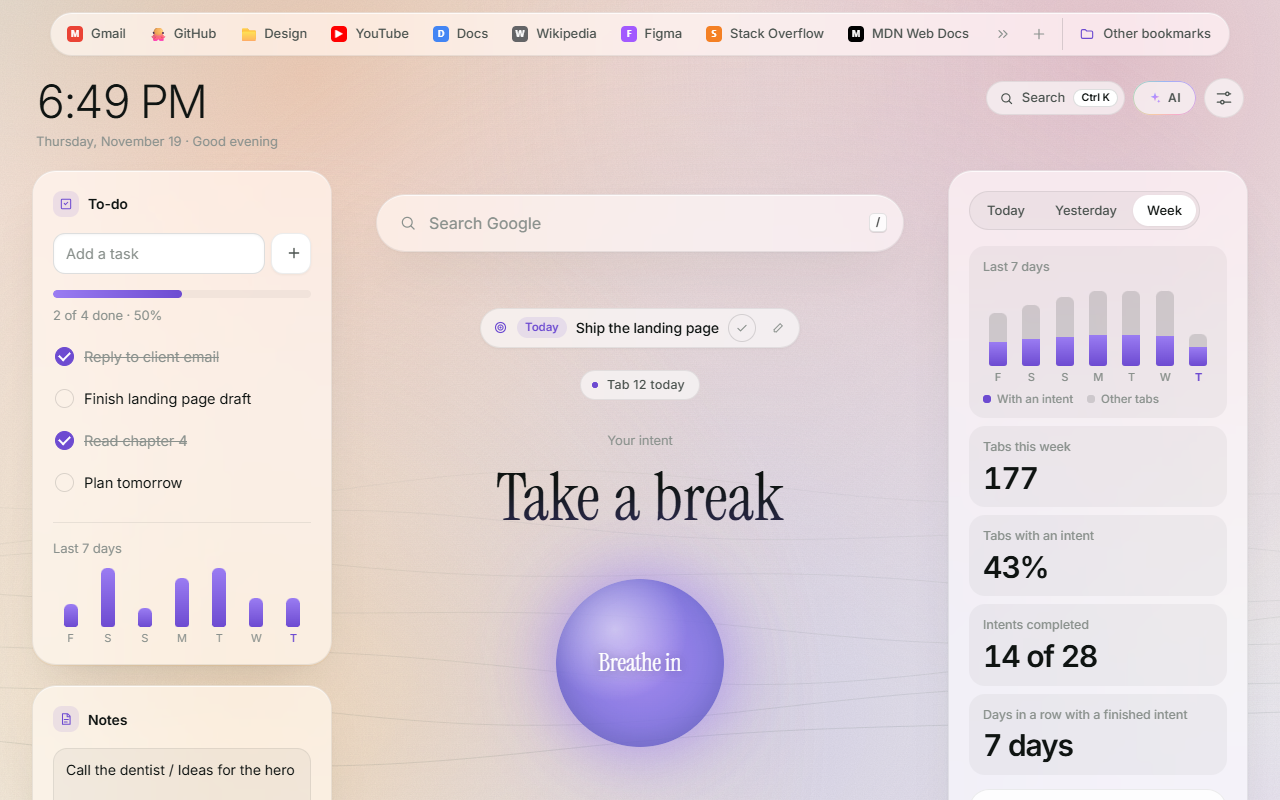 Gmail
GitHub
Design
YouTube
Docs
Wikipedia
Figma
Stack Overflow
MDN Web Docs
Other bookmarks
6:49 PM
Thursday, November 19 · Good evening
Search Ctrl K
AI
To-do
Add a task
2 of 4 done · 50%
Reply to client email
Finish landing page draft
Read chapter 4
Plan tomorrow
Last 7 days
F S S M T W T
Notes
Call the dentist / Ideas for the hero
Search Google /
Today Ship the landing page
Tab 12 today
Your intent
Take a break
Breathe in
Today Yesterday Week
Last 7 days
F S S M T W T
With an intent Other tabs
Tabs this week
177
Tabs with an intent
43%
Intents completed
14 of 28
Days in a row with a finished intent
7 days